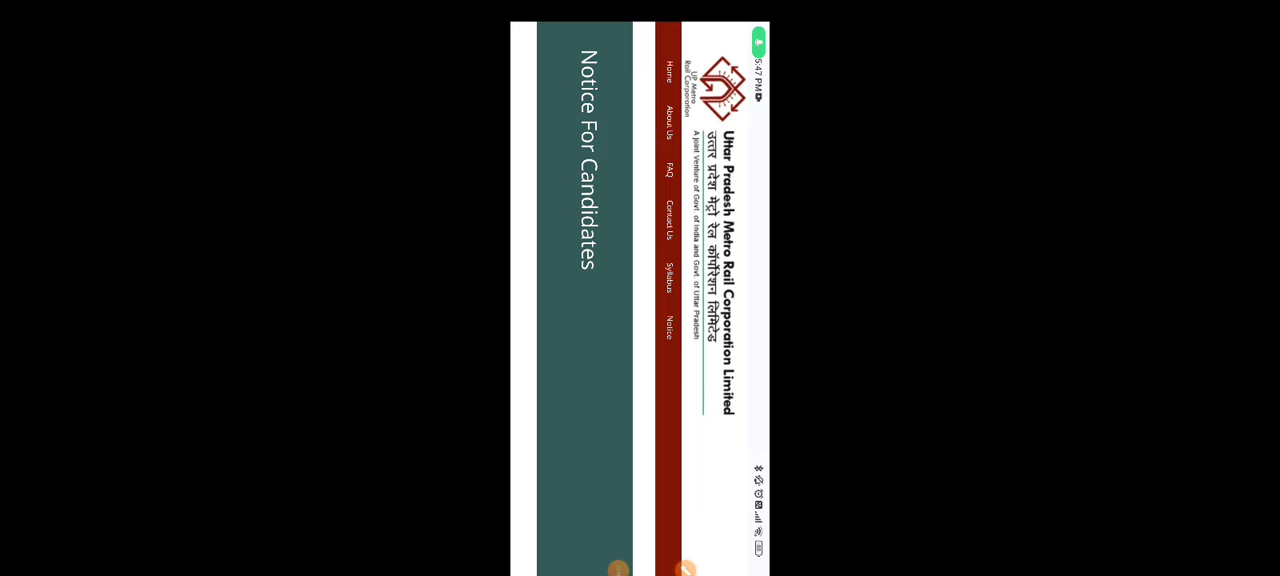 5:47 PM
Uttar Pradesh Metro Rail Corporation Limited
उत्तर प्रदेश मेट्रो रेल कॉर्पोरेशन लिमिटेड
A Joint Venture of Govt. of India and Govt. of Uttar Pradesh
UP Metro
Rail Corporation
Home About Us FAQ Contact Us Syllabus Notice
Notice For Candidates